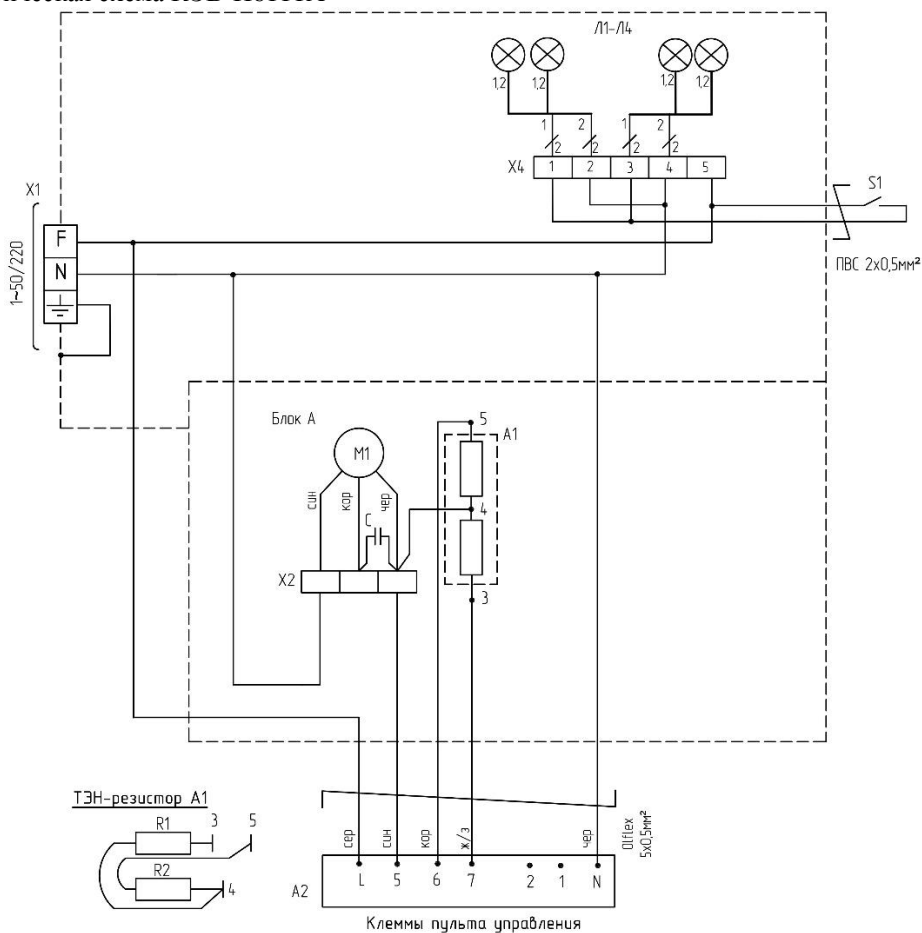 Л1-Л4
1,2 1,2 1,2 1,2
1 2 1 2
2 2 2 2
X4 1 2 3 4 5
S1
X1
F
N
1~50/220
ПВС 2х0,5мм²
Блок А
М1
син
кор
чер
С
X2
5
А1
4
3
ТЭН-резистор А1
R1 3 5
R2
4
сер
син
кор
ж/з
чер
Olflex
5х0,5мм²
А2
L 5 6 7 2 1 N
Клеммы пульта управления